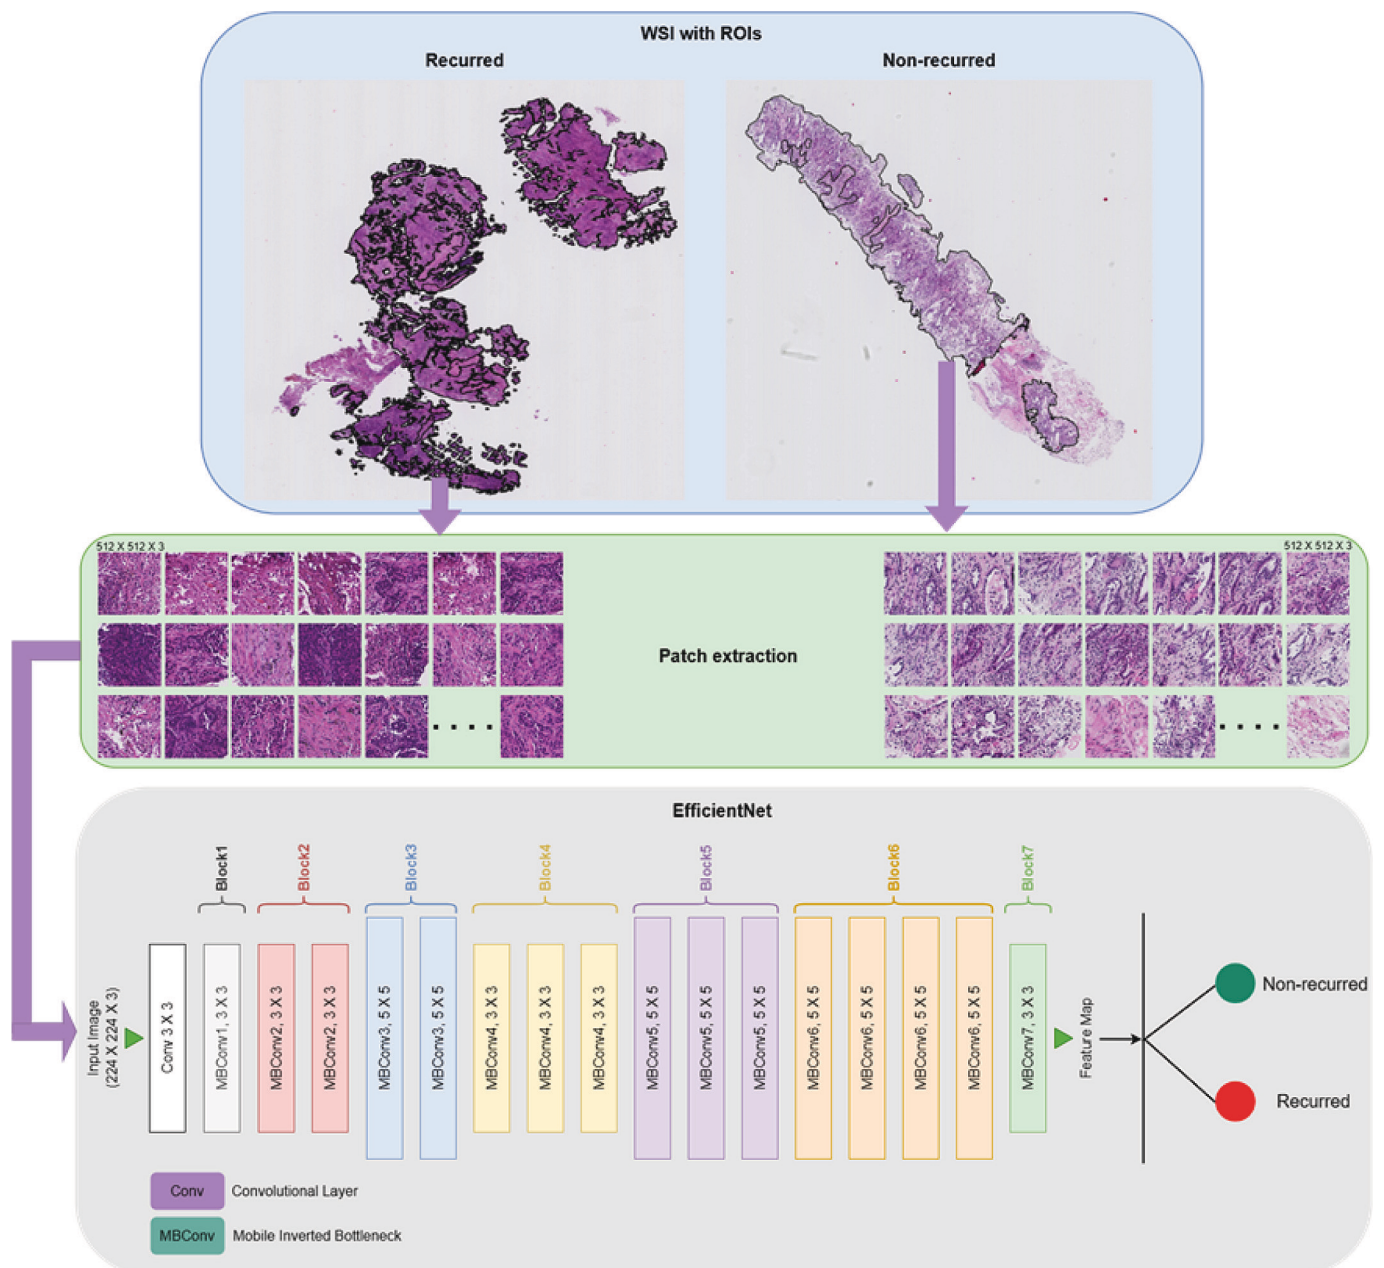 WSI with ROIs
Recurred
Non-recurred
512 X 512 X 3
512 X 512 X 3
Patch extraction
EfficientNet
Block1
Block2
Block3
Block4
Block5
Block6
Block7
Input Image
(224 X 224 X 3)
Conv 3 X 3
MBConv1, 3 X 3
MBConv2, 3 X 3
MBConv2, 3 X 3
MBConv3, 5 X 5
MBConv3, 5 X 5
MBConv4, 3 X 3
MBConv4, 3 X 3
MBConv4, 3 X 3
MBConv5, 5 X 5
MBConv5, 5 X 5
MBConv5, 5 X 5
MBConv6, 5 X 5
MBConv6, 5 X 5
MBConv6, 5 X 5
MBConv6, 5 X 5
MBConv7, 3 X 3
Feature Map
Non-recurred
Recurred
Conv
Convolutional Layer
MBConv
Mobile Inverted Bottleneck